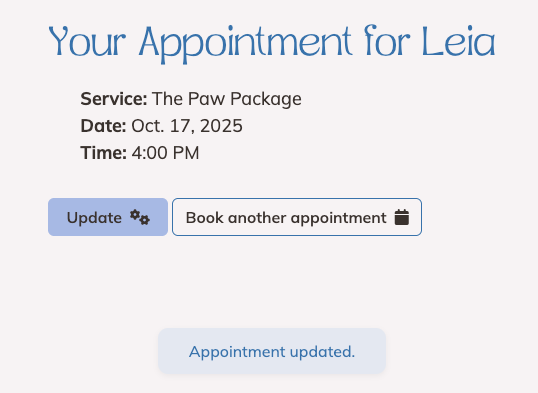 Your Appointment for Leia
Service: The Paw Package
Date: Oct. 17, 2025
Time: 4:00 PM
Update
Book another appointment
Appointment updated.